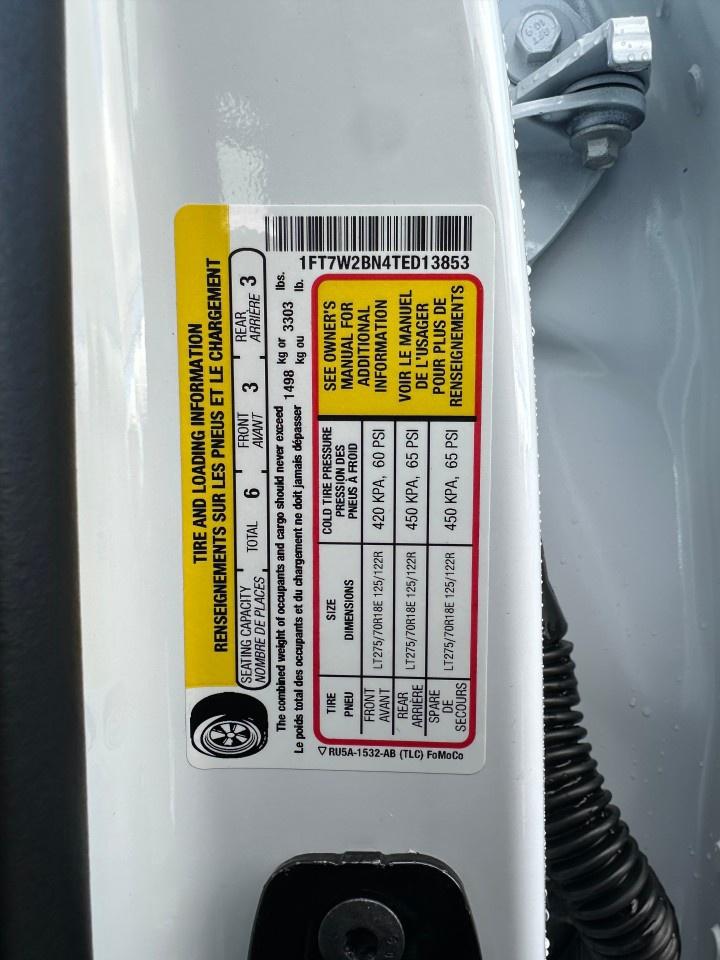 1FT7W2BN4TED13853
TIRE AND LOADING INFORMATION
RENSEIGNEMENTS SUR LES PNEUS ET LE CHARGEMENT
SEATING CAPACITY TOTAL 6 FRONT 3 REAR 3
NOMBRE DE PLACES AVANT ARRIÈRE
The combined weight of occupants and cargo should never exceed 1498 kg or 3303 lbs.
Le poids total des occupants et du chargement ne doit jamais dépasser kg ou lb.
TIRE SIZE COLD TIRE PRESSURE
PNEU DIMENSIONS PRESSION DES
PNEUS À FROID
FRONT
AVANT LT275/70R18E 125/122R 420 KPA, 60 PSI
REAR
ARRIÈRE LT275/70R18E 125/122R 450 KPA, 65 PSI
SPARE
DE
SECOURS LT275/70R18E 125/122R 450 KPA, 65 PSI
SEE OWNER'S
MANUAL FOR
ADDITIONAL
INFORMATION
VOIR LE MANUEL
DE L'USAGER
POUR PLUS DE
RENSEIGNEMENTS
RU5A-1532-AB (TLC) FoMoCo